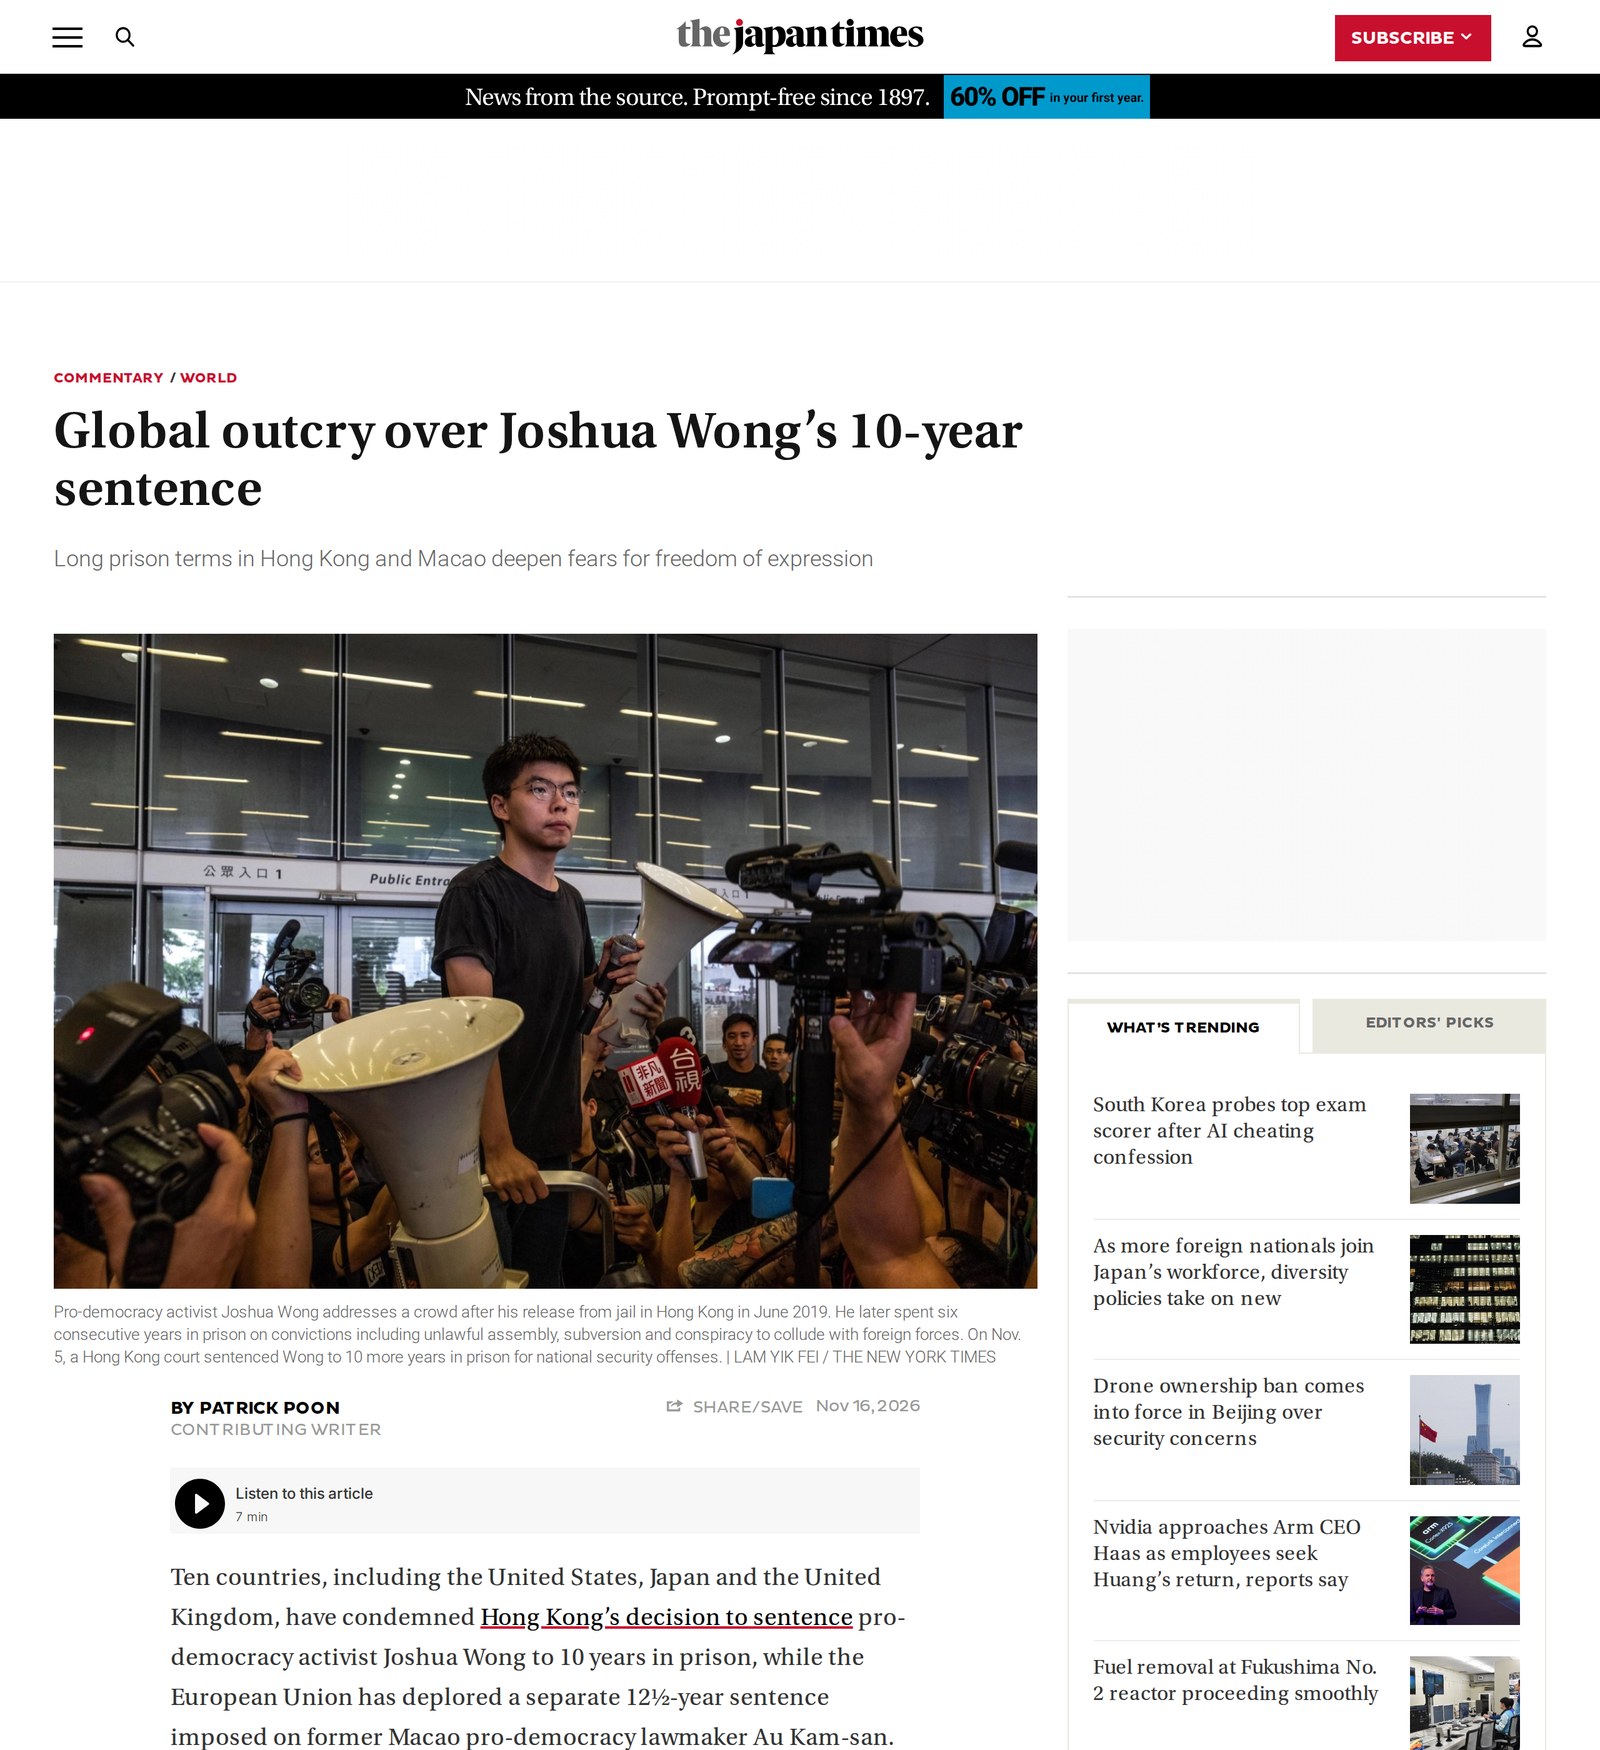 the japan times
SUBSCRIBE
News from the source. Prompt-free since 1897.
60% OFF in your first year.
COMMENTARY / WORLD
Global outcry over Joshua Wong’s 10-year
sentence
Long prison terms in Hong Kong and Macao deepen fears for freedom of expression
公眾入口 1
Public Entra
入口 1
3
非凡
新聞
台
視
Pro-democracy activist Joshua Wong addresses a crowd after his release from jail in Hong Kong in June 2019. He later spent six
consecutive years in prison on convictions including unlawful assembly, subversion and conspiracy to collude with foreign forces. On Nov.
5, a Hong Kong court sentenced Wong to 10 more years in prison for national security offenses. | LAM YIK FEI / THE NEW YORK TIMES
BY PATRICK POON
CONTRIBUTING WRITER
SHARE/SAVE
Nov 16, 2026
Listen to this article
7 min
Ten countries, including the United States, Japan and the United
Kingdom, have condemned Hong Kong’s decision to sentence pro-
democracy activist Joshua Wong to 10 years in prison, while the
European Union has deplored a separate 12½-year sentence
imposed on former Macao pro-democracy lawmaker Au Kam-san.
WHAT’S TRENDING
EDITORS' PICKS
South Korea probes top exam
scorer after AI cheating
confession
As more foreign nationals join
Japan’s workforce, diversity
policies take on new
Drone ownership ban comes
into force in Beijing over
security concerns
Nvidia approaches Arm CEO
Haas as employees seek
Huang’s return, reports say
arm
Fuel removal at Fukushima No.
2 reactor proceeding smoothly